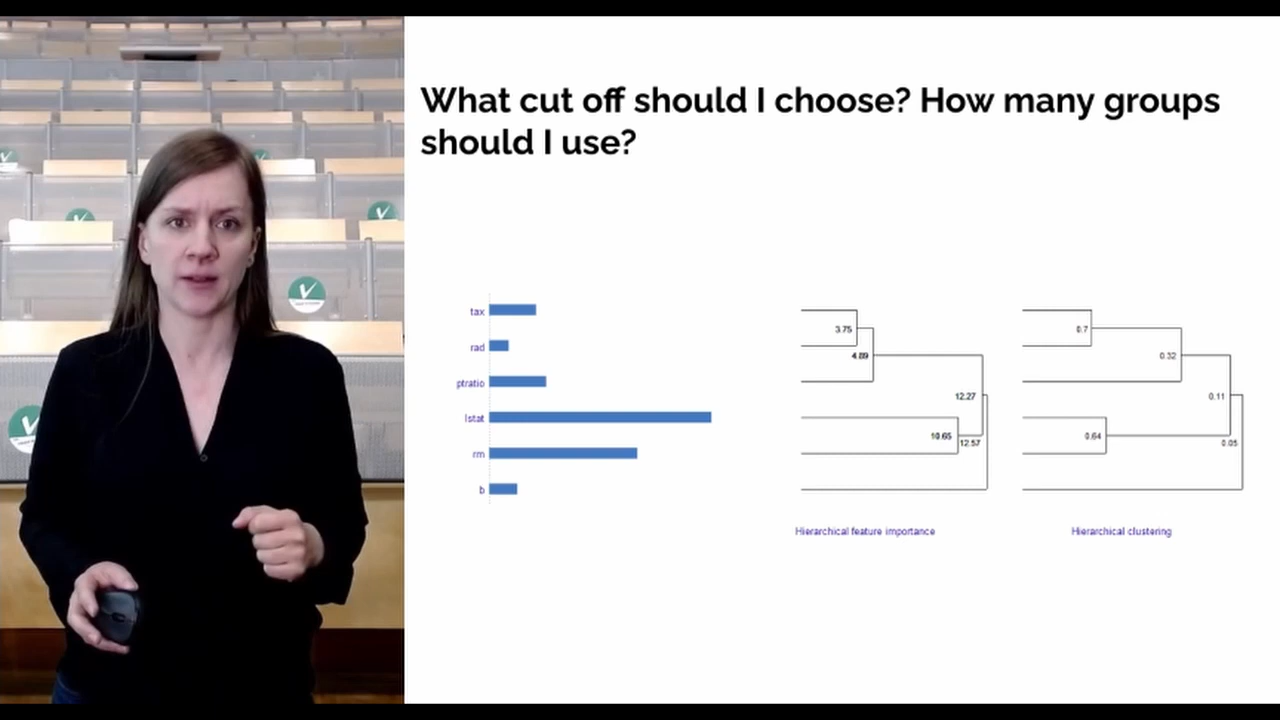 What cut off should I choose? How many groups
should I use?
tax
rad
ptratio
lstat
rm
b
3.75
4.89
12.27
10.65
12.57
0.7
0.32
0.11
0.64
0.05
Hierarchical feature importance
Hierarchical clustering